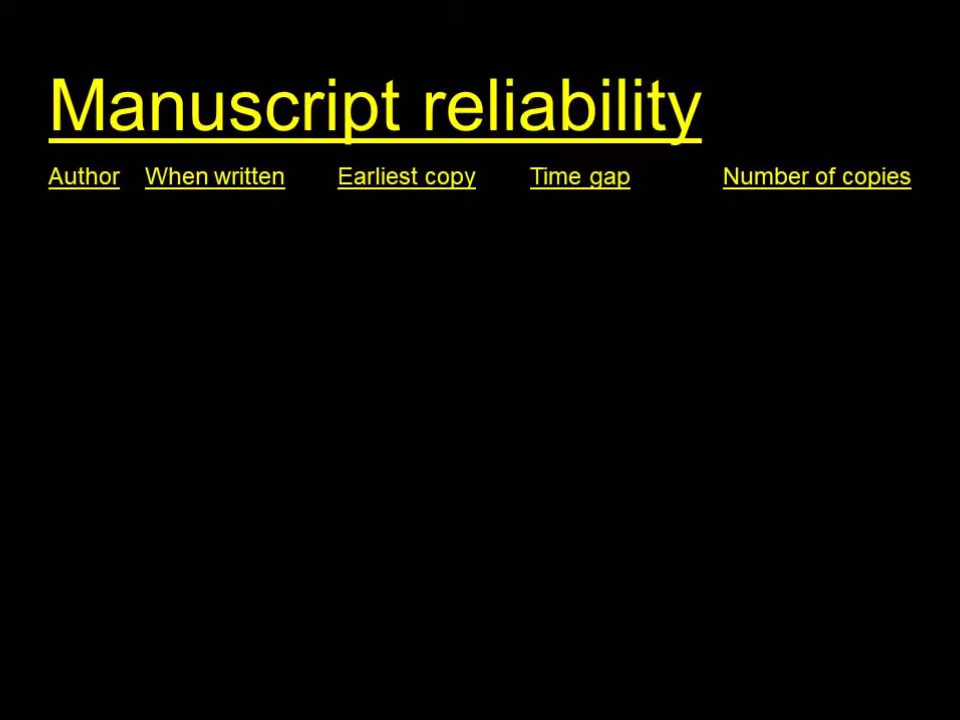 Manuscript reliability
Author When written Earliest copy Time gap Number of copies